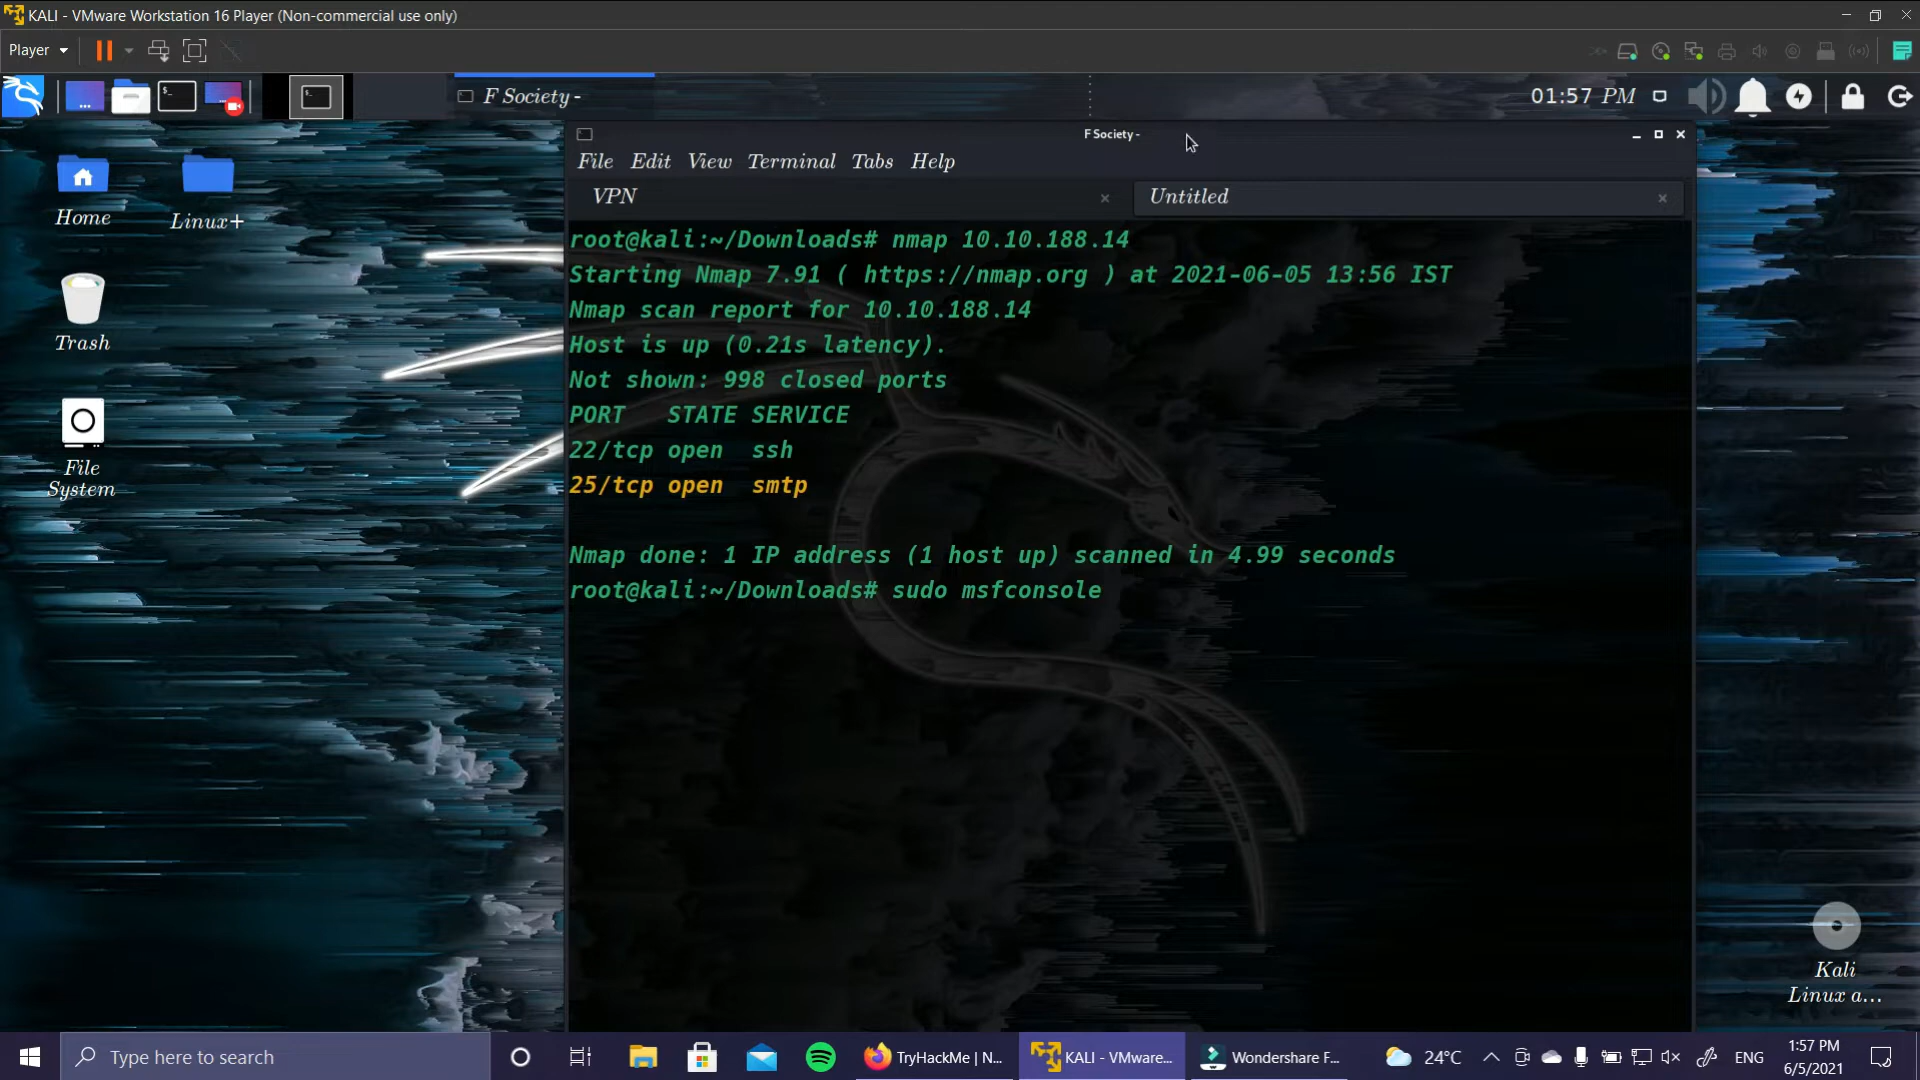 KALI - VMware Workstation 16 Player (Non-commercial use only)
Player
F Society -
01:57 PM
F Society -
File Edit View Terminal Tabs Help
VPN
Untitled
Home
Linux+
Trash
File
System
root@kali:~/Downloads# nmap 10.10.188.14
Starting Nmap 7.91 ( https://nmap.org ) at 2021-06-05 13:56 IST
Nmap scan report for 10.10.188.14
Host is up (0.21s latency).
Not shown: 998 closed ports
PORT   STATE SERVICE
22/tcp open  ssh
25/tcp open  smtp
Nmap done: 1 IP address (1 host up) scanned in 4.99 seconds
root@kali:~/Downloads# sudo msfconsole
Kali
Linux a...
Type here to search
TryHackMe | N...
KALI - VMware...
Wondershare F...
24°C
ENG
1:57 PM
6/5/2021